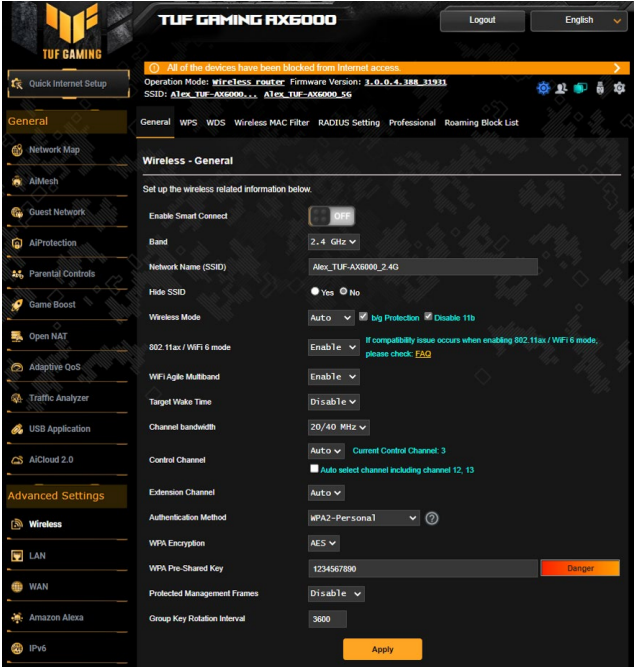 TUF GAMING
TUF GAMING AX6000
Logout
English
All of the devices have been blocked from Internet access.
Quick Internet Setup
Operation Mode: Wireless router Firmware Version: 3.0.0.4.388_31931
SSID: Alex_TUF-AX6000... Alex_TUF-AX6000_5G
General
Network Map
AiMesh
Guest Network
AiProtection
Parental Controls
Game Boost
Open NAT
Adaptive QoS
Traffic Analyzer
USB Application
AiCloud 2.0
Advanced Settings
Wireless
LAN
WAN
Amazon Alexa
IPv6
General WPS WDS Wireless MAC Filter RADIUS Setting Professional Roaming Block List
Wireless - General
Set up the wireless related information below.
Enable Smart Connect OFF
Band 2.4 GHz
Network Name (SSID) Alex_TUF-AX6000_2.4G
Hide SSID Yes No
Wireless Mode Auto b/g Protection Disable 11b
802.11ax / WiFi 6 mode Enable If compatibility issue occurs when enabling 802.11ax / WiFi 6 mode,
please check: FAQ
WiFi Agile Multiband Enable
Target Wake Time Disable
Channel bandwidth 20/40 MHz
Control Channel Auto Current Control Channel: 3
Auto select channel including channel 12, 13
Extension Channel Auto
Authentication Method WPA2-Personal ?
WPA Encryption AES
WPA Pre-Shared Key 1234567890 Danger
Protected Management Frames Disable
Group Key Rotation Interval 3600
Apply